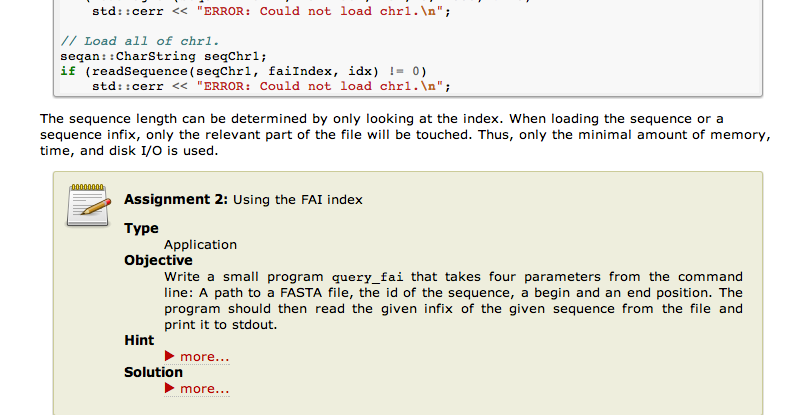 std::cerr << "ERROR: Could not load chr1.\n";
// Load all of chr1.
seqan::CharString seqChr1;
if (readSequence(seqChr1, faiIndex, idx) != 0)
std::cerr << "ERROR: Could not load chr1.\n";
The sequence length can be determined by only looking at the index. When loading the sequence or a
sequence infix, only the relevant part of the file will be touched. Thus, only the minimal amount of memory,
time, and disk I/O is used.
Assignment 2: Using the FAI index
Type
Application
Objective
Write a small program query_fai that takes four parameters from the command
line: A path to a FASTA file, the id of the sequence, a begin and an end position. The
program should then read the given infix of the given sequence from the file and
print it to stdout.
Hint
more...
Solution
more...